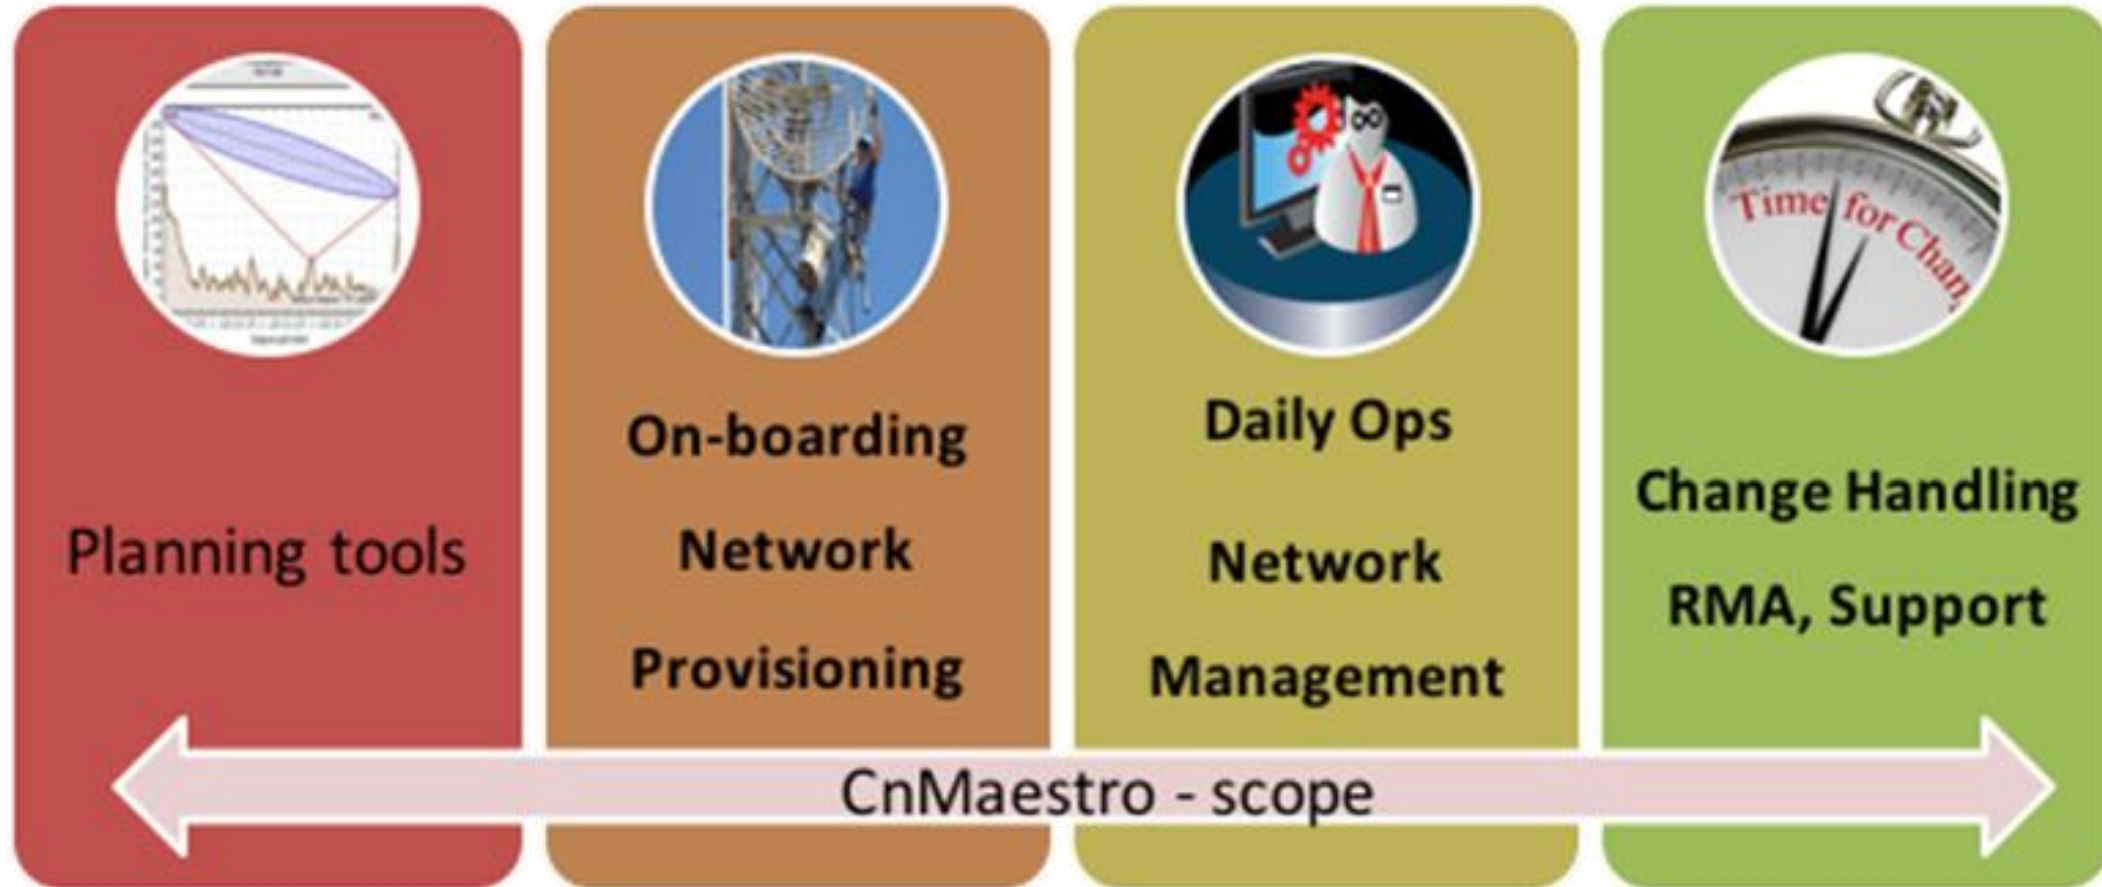 Planning tools
On-boarding
Network
Provisioning
Daily Ops
Network
Management
Time for Chan
Change Handling
RMA, Support
CnMaestro - scope